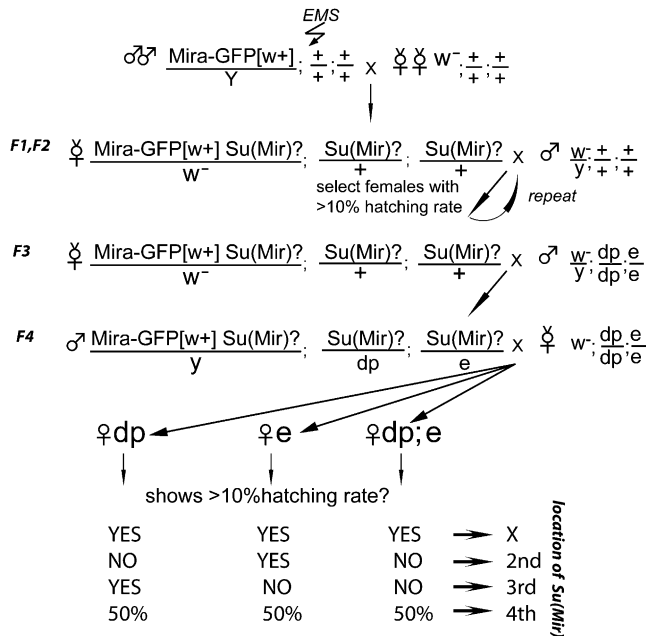 EMS
♂♂ Mira-GFP[w+]/Y ; +/+ ; +/+ X ☿☿ w⁻ ; +/+ ; +/+
F1,F2 ☿ Mira-GFP[w+] Su(Mir)?/w⁻ ; Su(Mir)?/+ ; Su(Mir)?/+ X ♂ w⁻/y ; +/+ ; +/+
select females with
>10% hatching rate
repeat
F3 ☿ Mira-GFP[w+] Su(Mir)?/w⁻ ; Su(Mir)?/+ ; Su(Mir)?/+ X ♂ w⁻/y ; dp/dp ; e/e
F4 ♂ Mira-GFP[w+] Su(Mir)?/y ; Su(Mir)?/dp ; Su(Mir)?/e X ☿ w⁻ ; dp/dp ; e/e
♀dp ♀e ♀dp;e
shows >10%hatching rate?
YES YES YES X
NO YES NO 2nd
YES NO NO 3rd
50% 50% 50% 4th
location of Su(Mir)